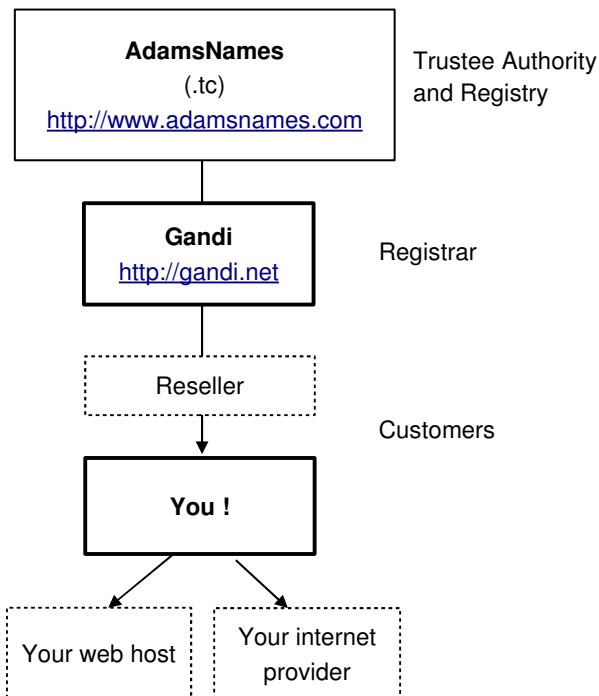 AdamsNames
(.tc)
http://www.adamsnames.com
Trustee Authority
and Registry
Gandi
http://gandi.net
Registrar
Reseller
Customers
You !
Your web host
Your internet
provider